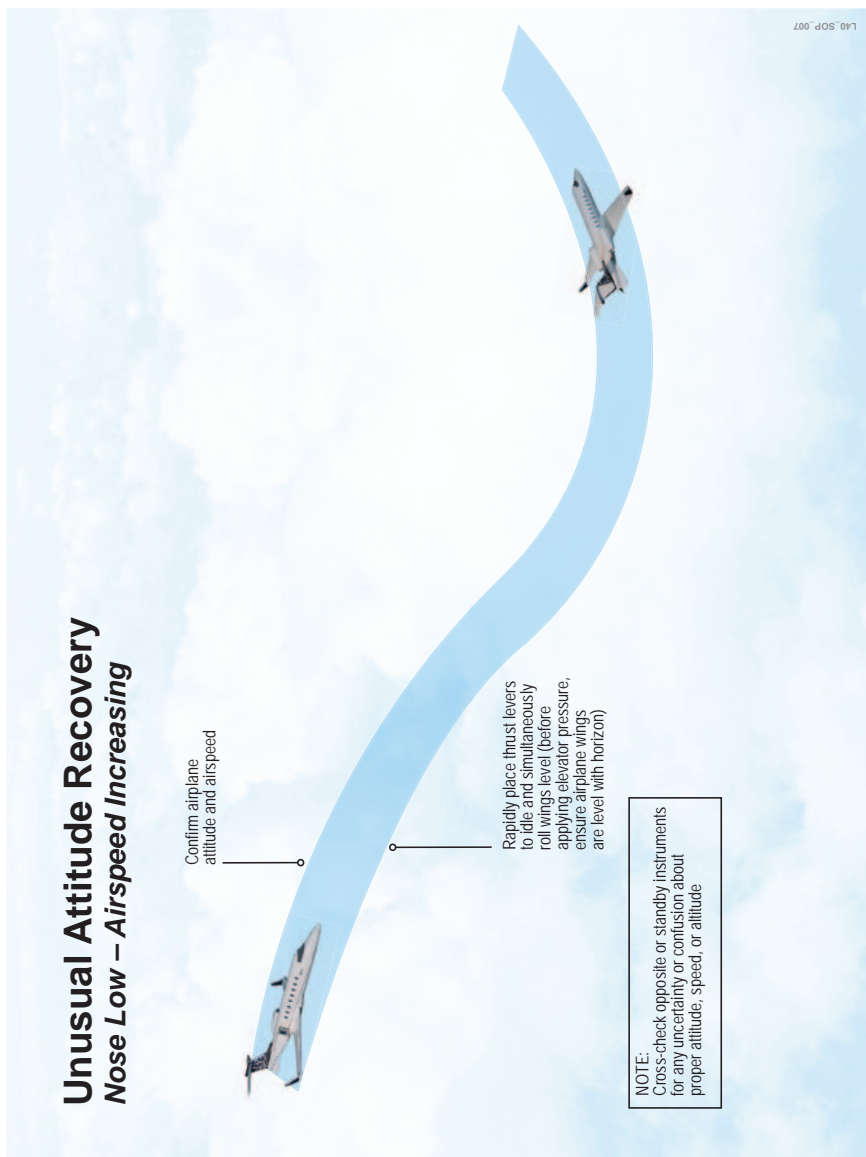 Unusual Attitude Recovery
Nose Low – Airspeed Increasing
Confirm airplane
attitude and airspeed
Rapidly place thrust levers
to idle and simultaneously
roll wings level (before
applying elevator pressure,
ensure airplane wings
are level with horizon)
NOTE:
Cross-check opposite or standby instruments
for any uncertainty or confusion about
proper attitude, speed, or altitude
L40_SOP_007